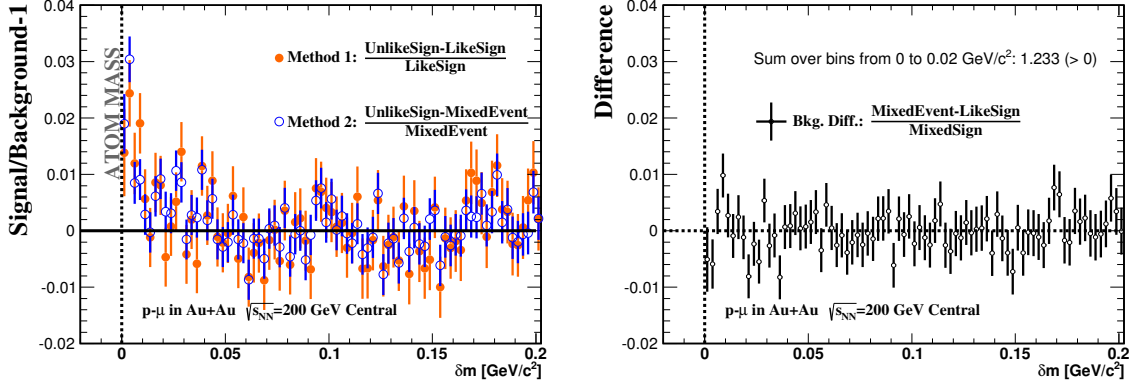 Signal/Background-1
0.04
0.03
0.02
0.01
0
-0.01
-0.02
ATOM MASS
Method 1: UnlikeSign-LikeSign
LikeSign
Method 2: UnlikeSign-MixedEvent
MixedEvent
p-μ in Au+Au √sNN=200 GeV Central
0 0.05 0.1 0.15 0.2
δm [GeV/c²]
Difference
0.04
0.03
0.02
0.01
0
-0.01
-0.02
Sum over bins from 0 to 0.02 GeV/c²: 1.233 (> 0)
Bkg. Diff.: MixedEvent-LikeSign
MixedSign
p-μ in Au+Au √sNN=200 GeV Central
0 0.05 0.1 0.15 0.2
δm [GeV/c²]